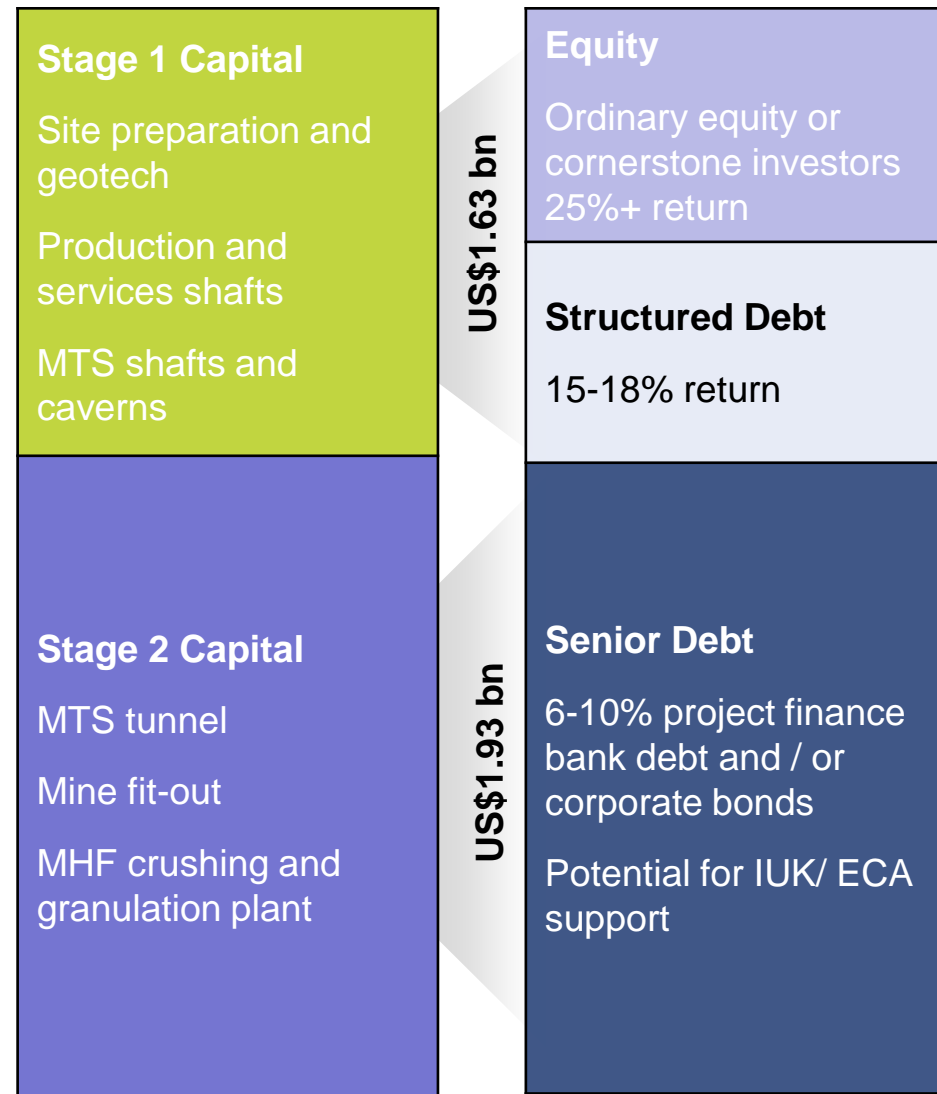 Stage 1 Capital
Site preparation and
geotech
Production and
services shafts
MTS shafts and
caverns
US$1.63 bn
Equity
Ordinary equity or
cornerstone investors
25%+ return
Structured Debt
15-18% return
Stage 2 Capital
MTS tunnel
Mine fit-out
MHF crushing and
granulation plant
US$1.93 bn
Senior Debt
6-10% project finance
bank debt and / or
corporate bonds
Potential for IUK/ ECA
support